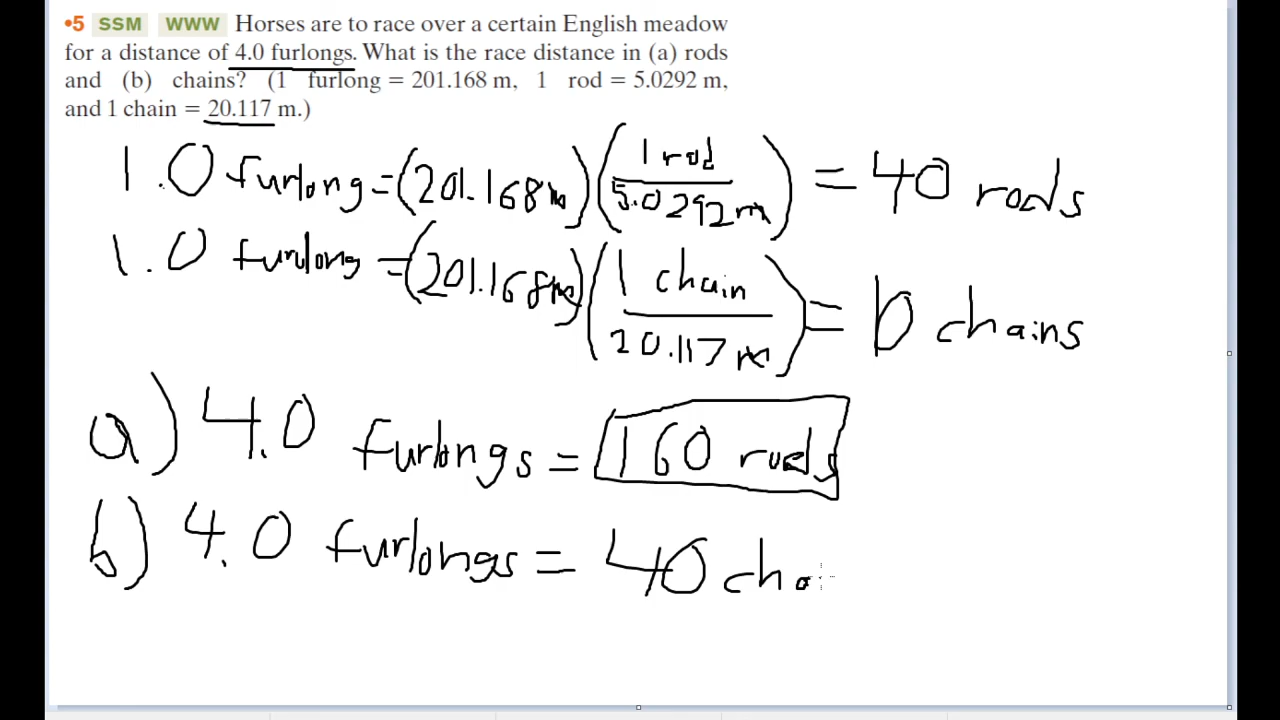 •5 SSM WWW Horses are to race over a certain English meadow
for a distance of 4.0 furlongs. What is the race distance in (a) rods
and (b) chains? (1 furlong = 201.168 m, 1 rod = 5.0292 m,
and 1 chain = 20.117 m.)
1.0 furlong = (201.168 m) (1 rod / 5.0292 m) = 40 rods
1.0 furlong = (201.168 m) (1 chain / 20.117 m) = 10 chains
a) 4.0 furlongs = 160 rods
b) 4.0 furlongs = 40 cha